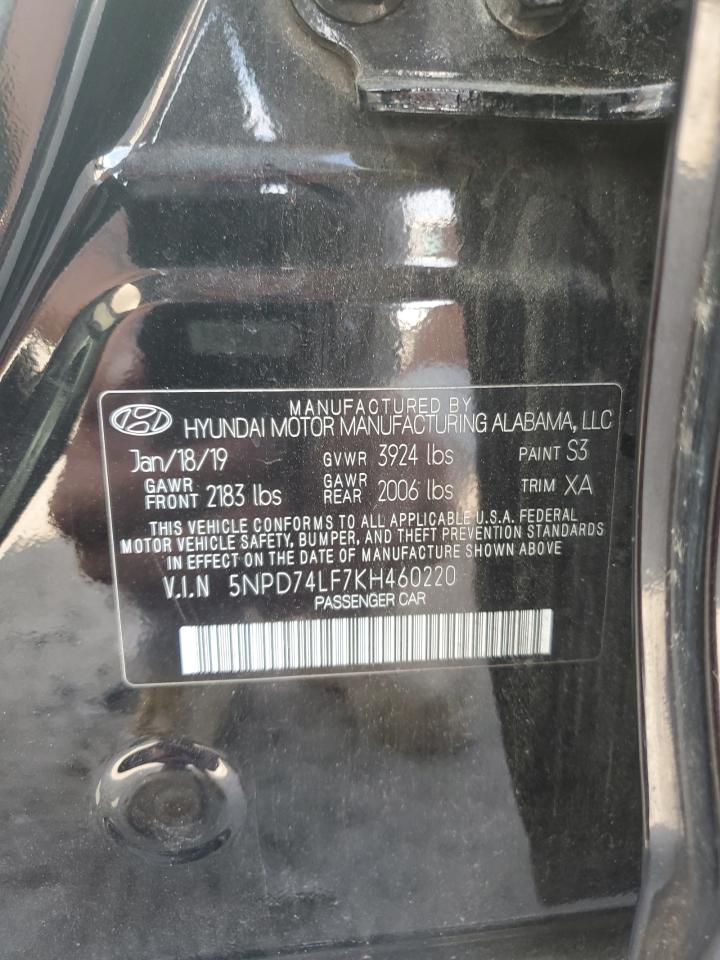 MANUFACTURED BY
HYUNDAI MOTOR MANUFACTURING ALABAMA, LLC
Jan/18/19 GVWR 3924 lbs PAINT S3
GAWR FRONT 2183 lbs GAWR REAR 2006 lbs TRIM XA
THIS VEHICLE CONFORMS TO ALL APPLICABLE U.S.A. FEDERAL
MOTOR VEHICLE SAFETY, BUMPER, AND THEFT PREVENTION STANDARDS
IN EFFECT ON THE DATE OF MANUFACTURE SHOWN ABOVE
V.I.N 5NPD74LF7KH460220
PASSENGER CAR